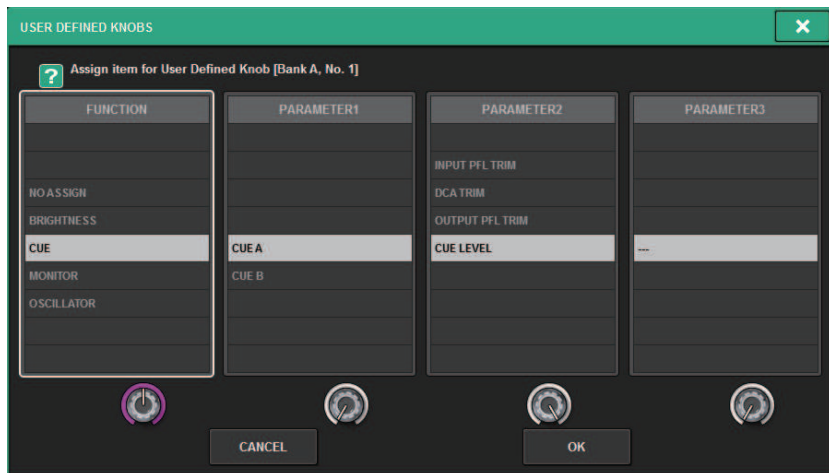 USER DEFINED KNOBS
Assign item for User Defined Knob [Bank A, No. 1]
FUNCTION PARAMETER1 PARAMETER2 PARAMETER3
INPUT PFL TRIM
NO ASSIGN DCA TRIM
BRIGHTNESS OUTPUT PFL TRIM
CUE CUE A CUE LEVEL ---
MONITOR CUE B
OSCILLATOR
CANCEL OK